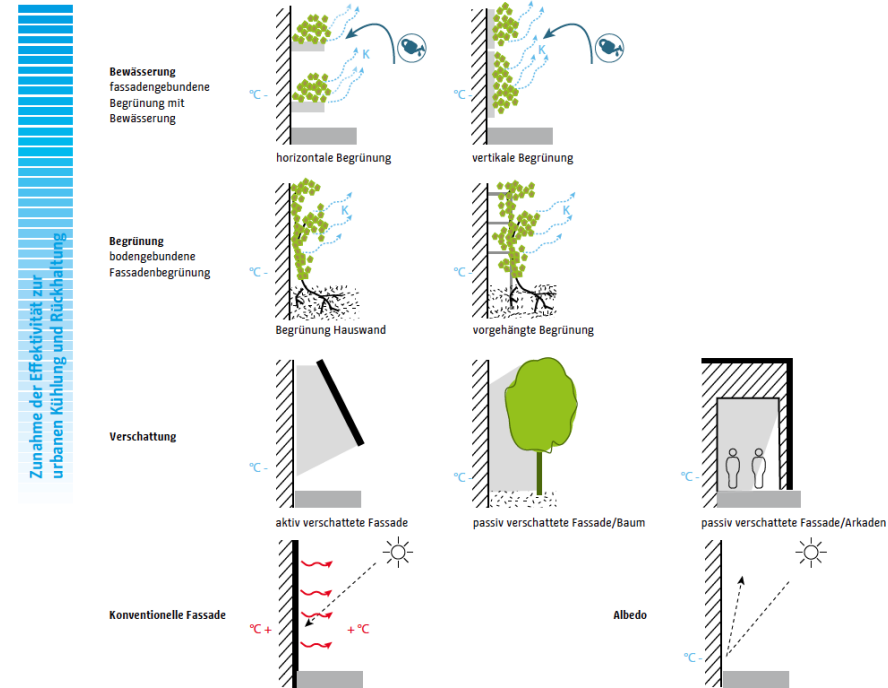 Zunahme der Effektivität zur
urbanen Kühlung und Rückhaltung
Bewässerung
fassadengebundene
Begrünung mit
Bewässerung
K
°C -
horizontale Begrünung
K
°C -
vertikale Begrünung
Begrünung
bodengebundene
Fassadenbegrünung
K
°C -
Begrünung Hauswand
K
°C -
vorgehängte Begrünung
Verschattung
°C -
aktiv verschattete Fassade
°C -
passiv verschattete Fassade/Baum
°C -
passiv verschattete Fassade/Arkaden
Konventionelle Fassade
°C +
+ °C
Albedo
°C -